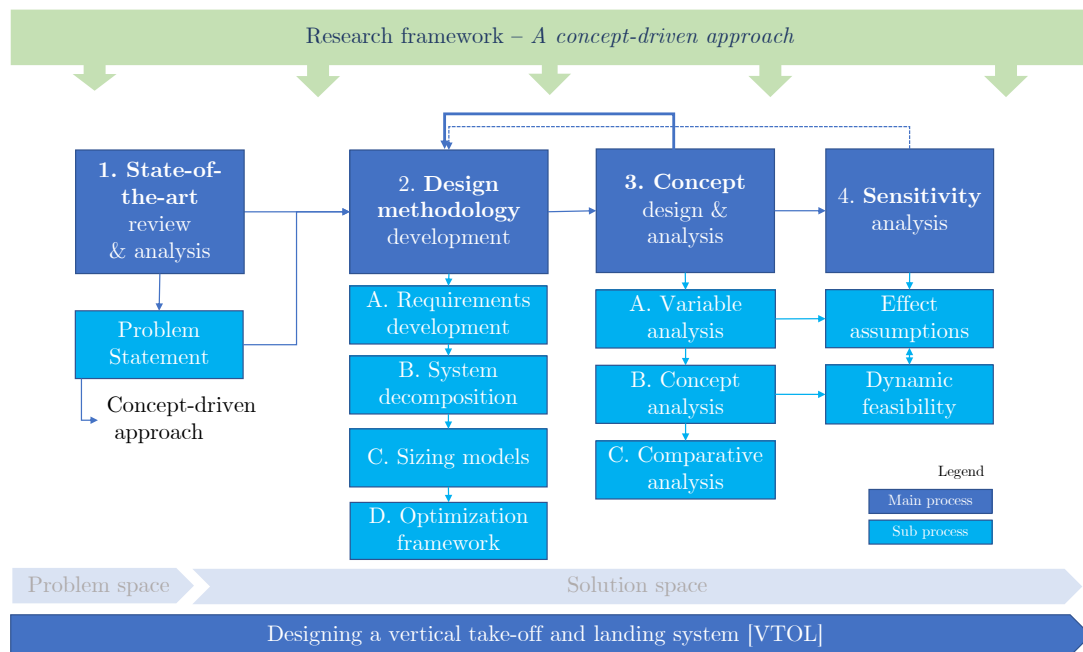 Research framework – A concept-driven approach
1. State-of-
the-art
review
& analysis
Problem
Statement
Concept-driven
approach
2. Design
methodology
development
A. Requirements
development
B. System
decomposition
C. Sizing models
D. Optimization
framework
3. Concept
design &
analysis
A. Variable
analysis
B. Concept
analysis
C. Comparative
analysis
4. Sensitivity
analysis
Effect
assumptions
Dynamic
feasibility
Legend
Main process
Sub process
Problem space
Solution space
Designing a vertical take-off and landing system [VTOL]